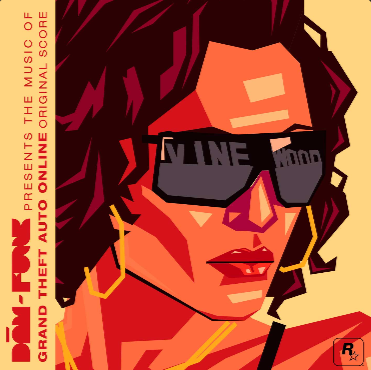 DāM-FUNK PRESENTS THE MUSIC OF
GRAND THEFT AUTO ONLINE ORIGINAL SCORE
VINE WOOD
R